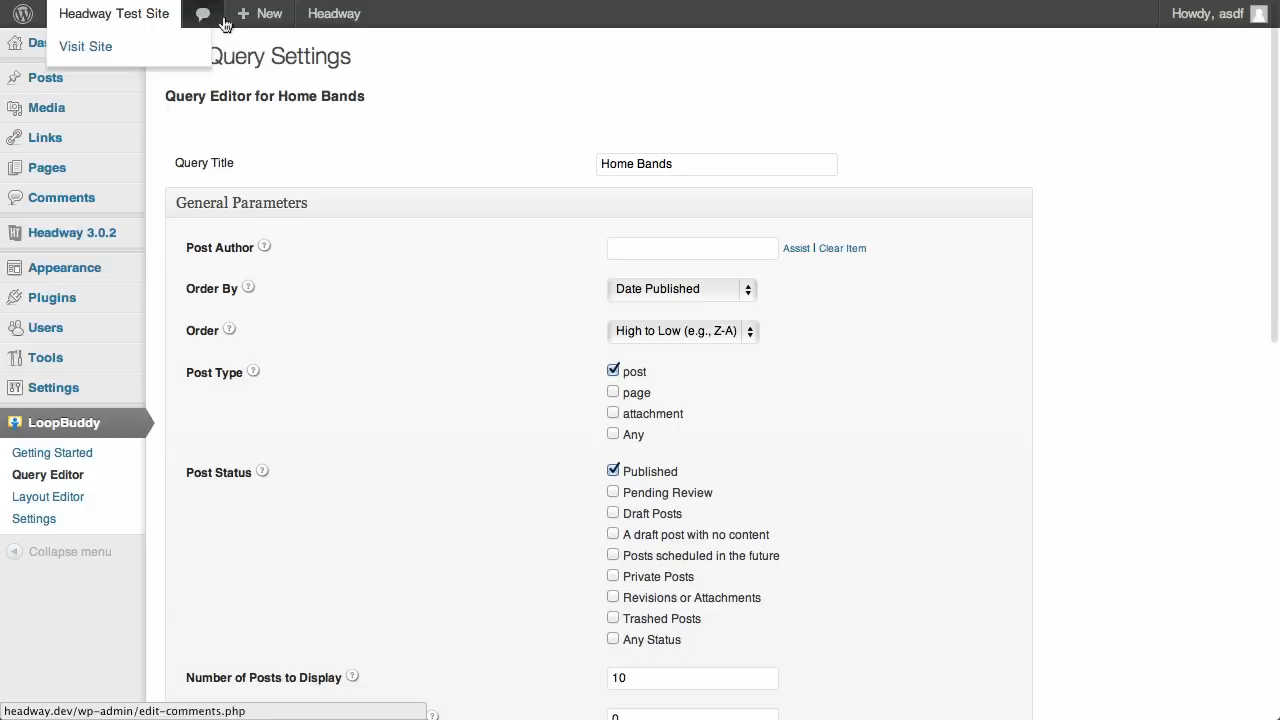 Headway Test Site
New
Headway
Howdy, asdf
Visit Site
Das
Posts
Media
Links
Pages
Comments
Headway 3.0.2
Appearance
Plugins
Users
Tools
Settings
LoopBuddy
Getting Started
Query Editor
Layout Editor
Settings
Collapse menu
Query Settings
Query Editor for Home Bands
Query Title
Home Bands
General Parameters
Post Author ?
Assist | Clear Item
Order By ?
Date Published
Order ?
High to Low (e.g., Z-A)
Post Type ?
post
page
attachment
Any
Post Status ?
Published
Pending Review
Draft Posts
A draft post with no content
Posts scheduled in the future
Private Posts
Revisions or Attachments
Trashed Posts
Any Status
Number of Posts to Display ?
10
?
0
headway.dev/wp-admin/edit-comments.php